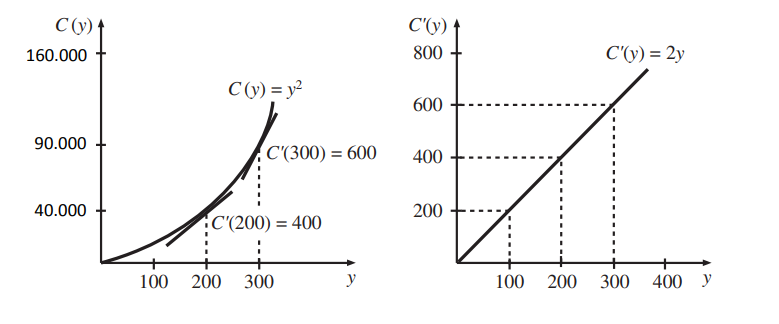 C (y)
160.000
C (y) = y²
90.000
C'(300) = 600
40.000
C'(200) = 400
100 200 300 y
C'(y)
800
C'(y) = 2y
600
400
200
100 200 300 400 y